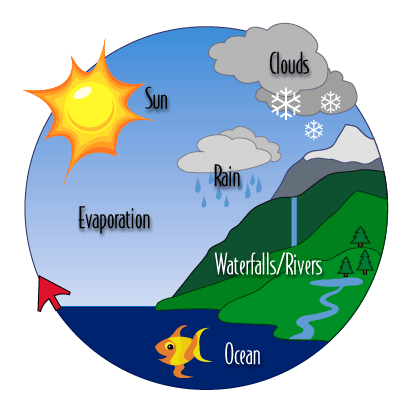 Clouds
Sun
Rain
Evaporation
Waterfalls/Rivers
Ocean